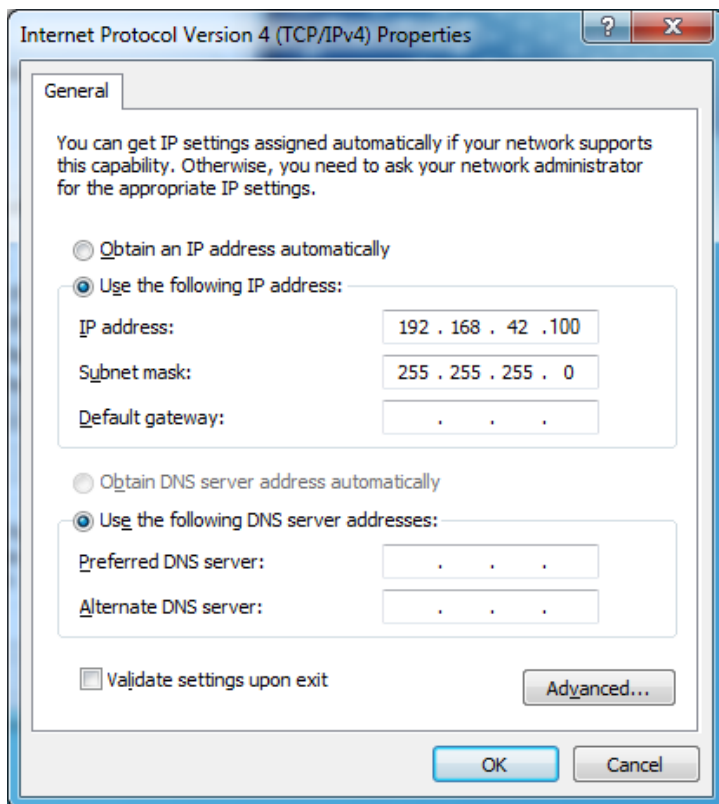 Internet Protocol Version 4 (TCP/IPv4) Properties
?
X
General
You can get IP settings assigned automatically if your network supports
this capability. Otherwise, you need to ask your network administrator
for the appropriate IP settings.
Obtain an IP address automatically
Use the following IP address:
IP address: 192 . 168 . 42 .100
Subnet mask: 255 . 255 . 255 . 0
Default gateway: . . .
Obtain DNS server address automatically
Use the following DNS server addresses:
Preferred DNS server: . . .
Alternate DNS server: . . .
Validate settings upon exit
Advanced...
OK Cancel